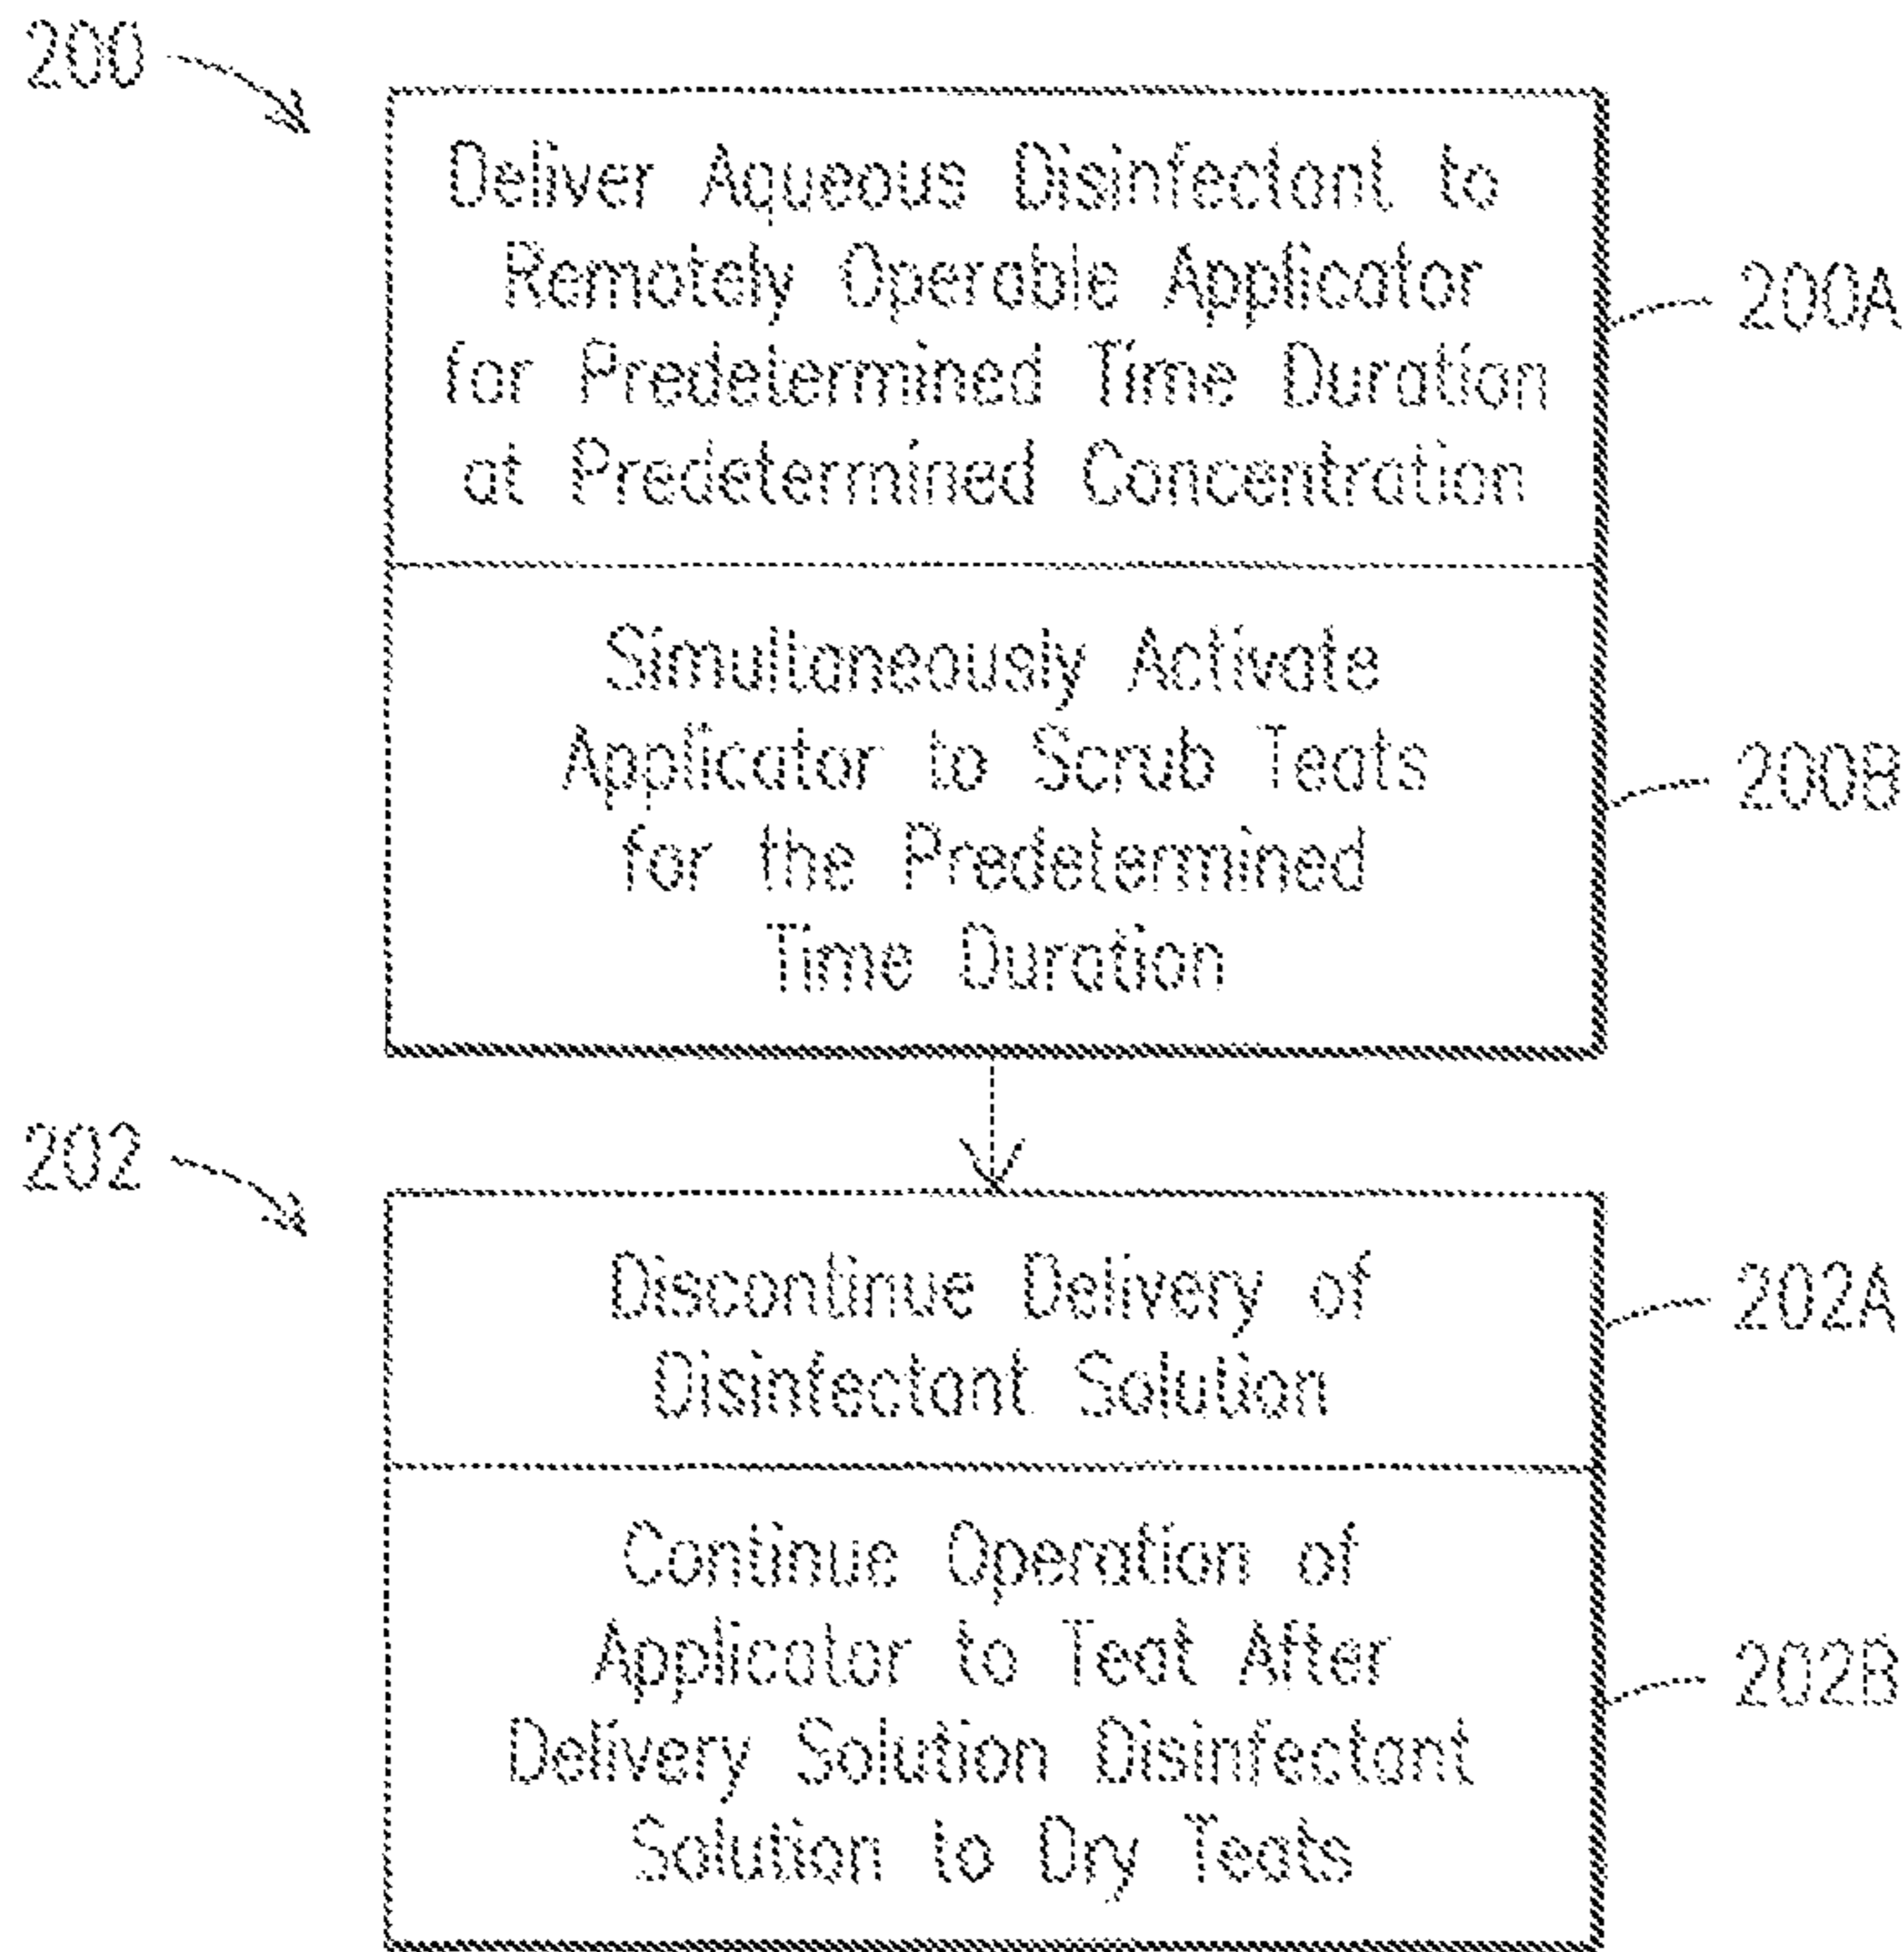 200
Deliver Aqueous Disinfectant to
Remotely Operable Applicator
for Predetermined Time Duration
at Predetermined Concentration
200A
Simultaneously Activate
Applicator to Scrub Teats
for the Predetermined
Time Duration
200B
202
Discontinue Delivery of
Disinfectant Solution
202A
Continue Operation of
Applicator to Teat After
Delivery Solution Disinfectant
Solution to Dry Teats
202B